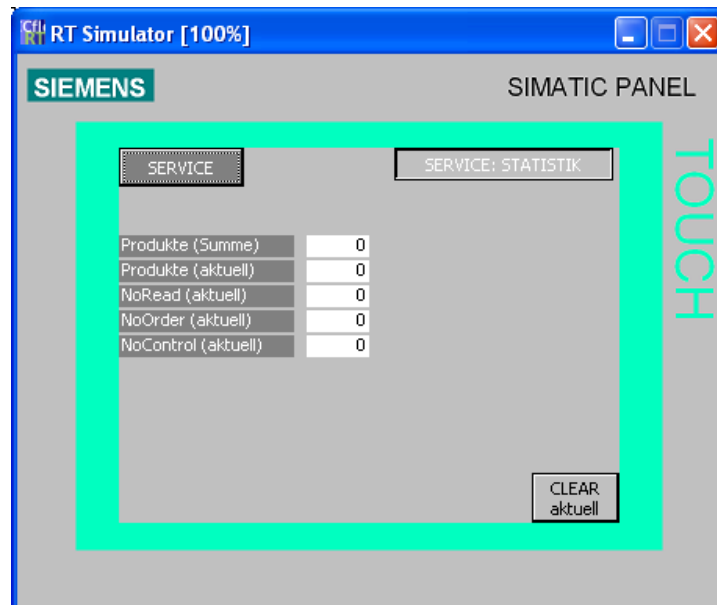 RT Simulator [100%]
SIEMENS
SIMATIC PANEL
SERVICE
SERVICE: STATISTIK
TOUCH
Produkte (Summe) 0
Produkte (aktuell) 0
NoRead (aktuell) 0
NoOrder (aktuell) 0
NoControl (aktuell) 0
CLEAR
aktuell